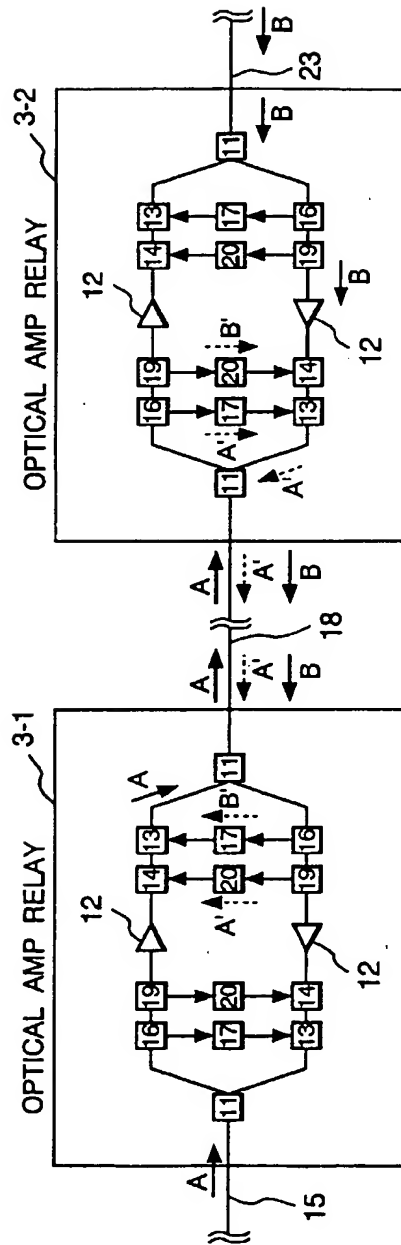 OPTICAL AMP RELAY
3-1
12
A
16 19 14 13
A
11 17 20 20 17 11
A' B'
15
13 14 19 16
12
A A
A' A'
B B
18
OPTICAL AMP RELAY
3-2
12
16 19 14 13
11 17 20 20 17 11
A' B'
A'
13 14 19 16
12
B
B
23
B